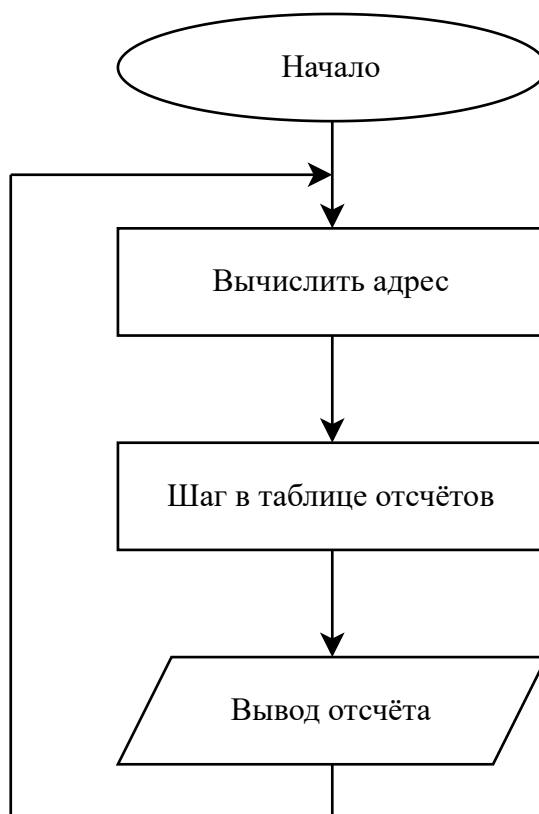 Начало
Вычислить адрес
Шаг в таблице отсчётов
Вывод отсчёта